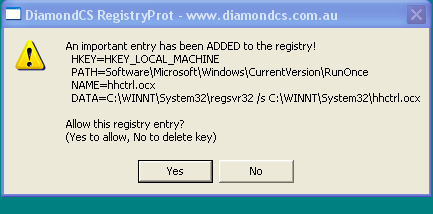 DiamondCS RegistryProt - www.diamondcs.com.au
An important entry has been ADDED to the registry!
HKEY=HKEY_LOCAL_MACHINE
PATH=Software\Microsoft\Windows\CurrentVersion\RunOnce
NAME=hhctrl.ocx
DATA=C:\WINNT\System32\regsvr32 /s C:\WINNT\System32\hhctrl.ocx
Allow this registry entry?
(Yes to allow, No to delete key)
Yes
No